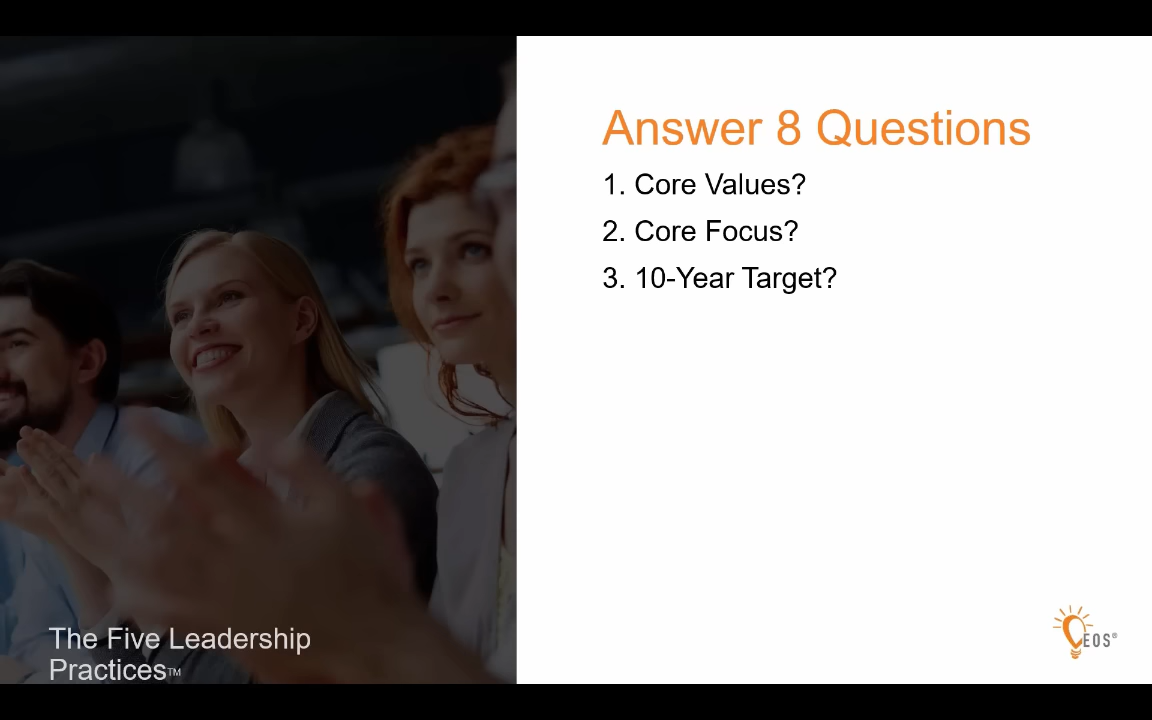 Answer 8 Questions
1. Core Values?
2. Core Focus?
3. 10-Year Target?
The Five Leadership
Practices™
EOS®